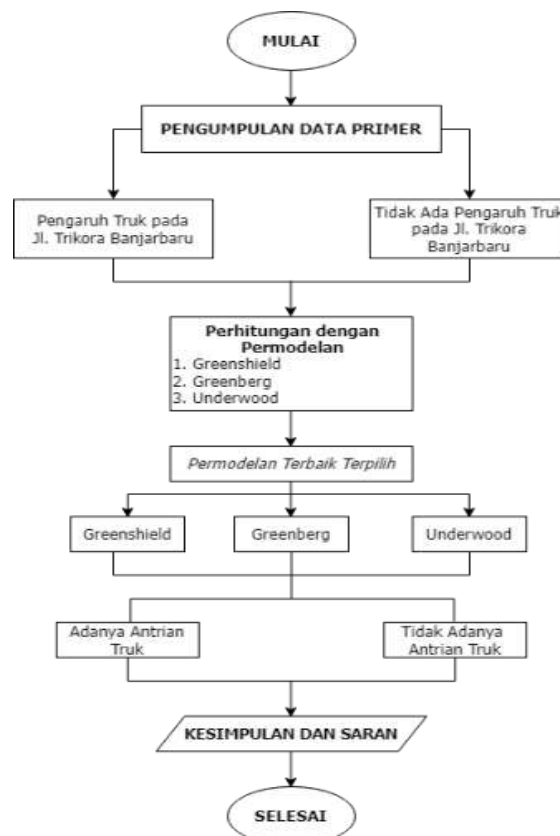 MULAI
PENGUMPULAN DATA PRIMER
Pengaruh Truk pada
Jl. Trikora Banjarbaru
Tidak Ada Pengaruh Truk
pada Jl. Trikora
Banjarbaru
Perhitungan dengan
Permodelan
1. Greenshield
2. Greenberg
3. Underwood
Permodelan Terbaik Terpilih
Greenshield
Greenberg
Underwood
Adanya Antrian
Truk
Tidak Adanya
Antrian Truk
KESIMPULAN DAN SARAN
SELESAI